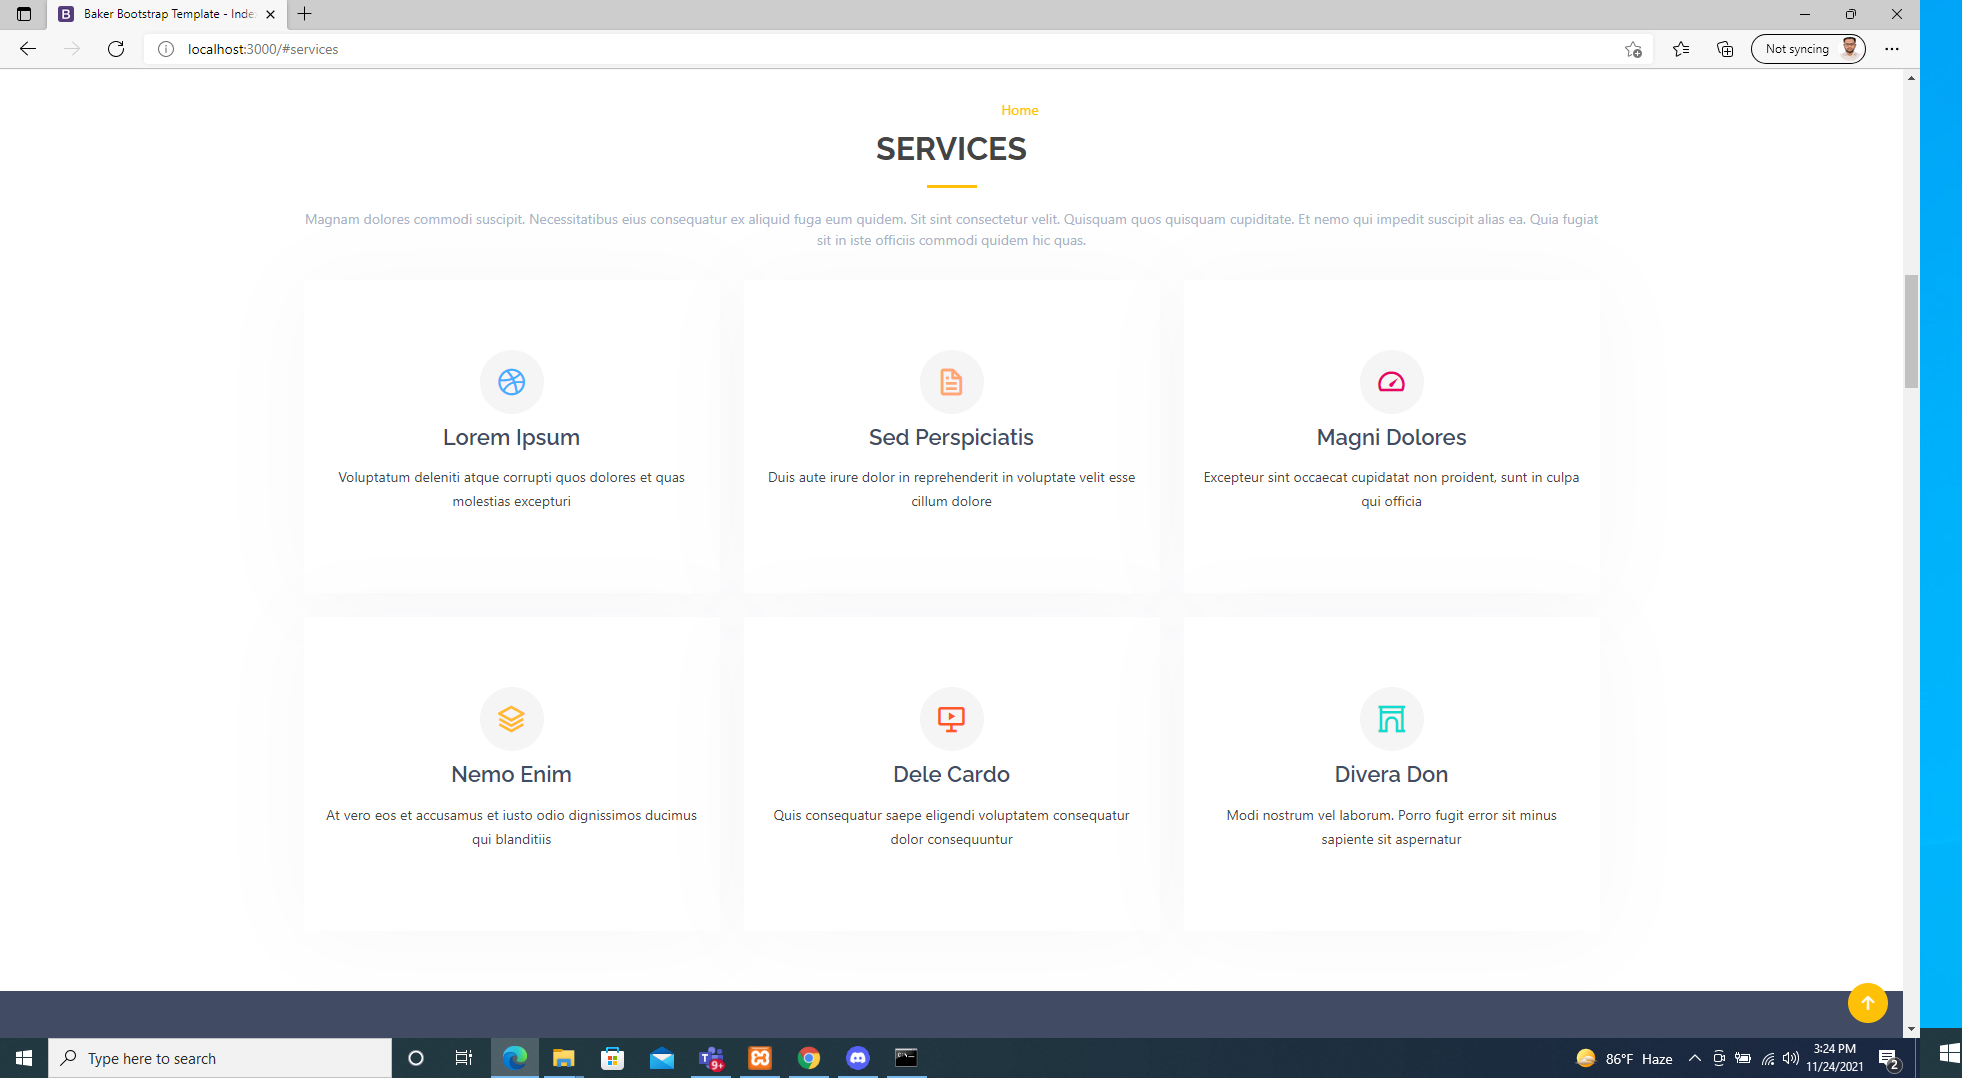 Baker Bootstrap Template - Inde
localhost:3000/#services
Not syncing
Home
SERVICES
Magnam dolores commodi suscipit. Necessitatibus eius consequatur ex aliquid fuga eum quidem. Sit sint consectetur velit. Quisquam quos quisquam cupiditate. Et nemo qui impedit suscipit alias ea. Quia fugiat
sit in iste officiis commodi quidem hic quas.
Lorem Ipsum
Voluptatum deleniti atque corrupti quos dolores et quas
molestias excepturi
Sed Perspiciatis
Duis aute irure dolor in reprehenderit in voluptate velit esse
cillum dolore
Magni Dolores
Excepteur sint occaecat cupidatat non proident, sunt in culpa
qui officia
Nemo Enim
At vero eos et accusamus et iusto odio dignissimos ducimus
qui blanditiis
Dele Cardo
Quis consequatur saepe eligendi voluptatem consequatur
dolor consequuntur
Divera Don
Modi nostrum vel laborum. Porro fugit error sit minus
sapiente sit aspernatur
Type here to search
9+
86°F Haze
3:24 PM
11/24/2021
2